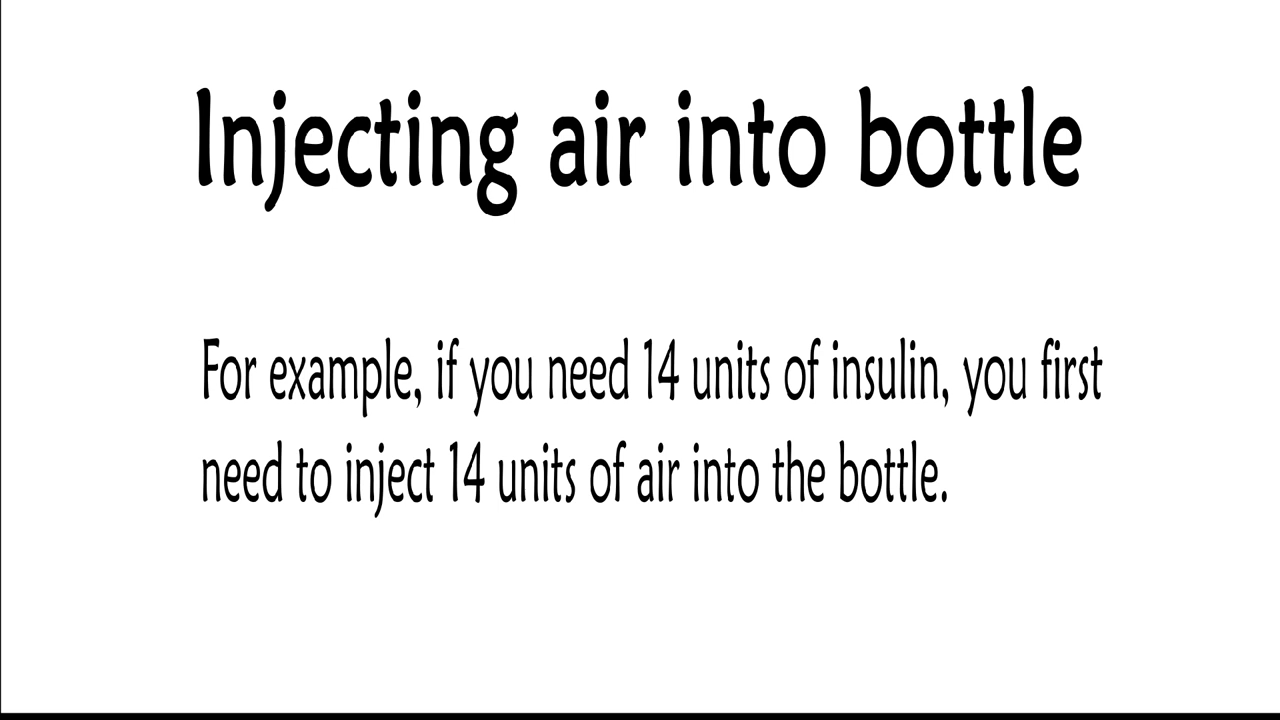 Injecting air into bottle
For example, if you need 14 units of insulin, you first
need to inject 14 units of air into the bottle.